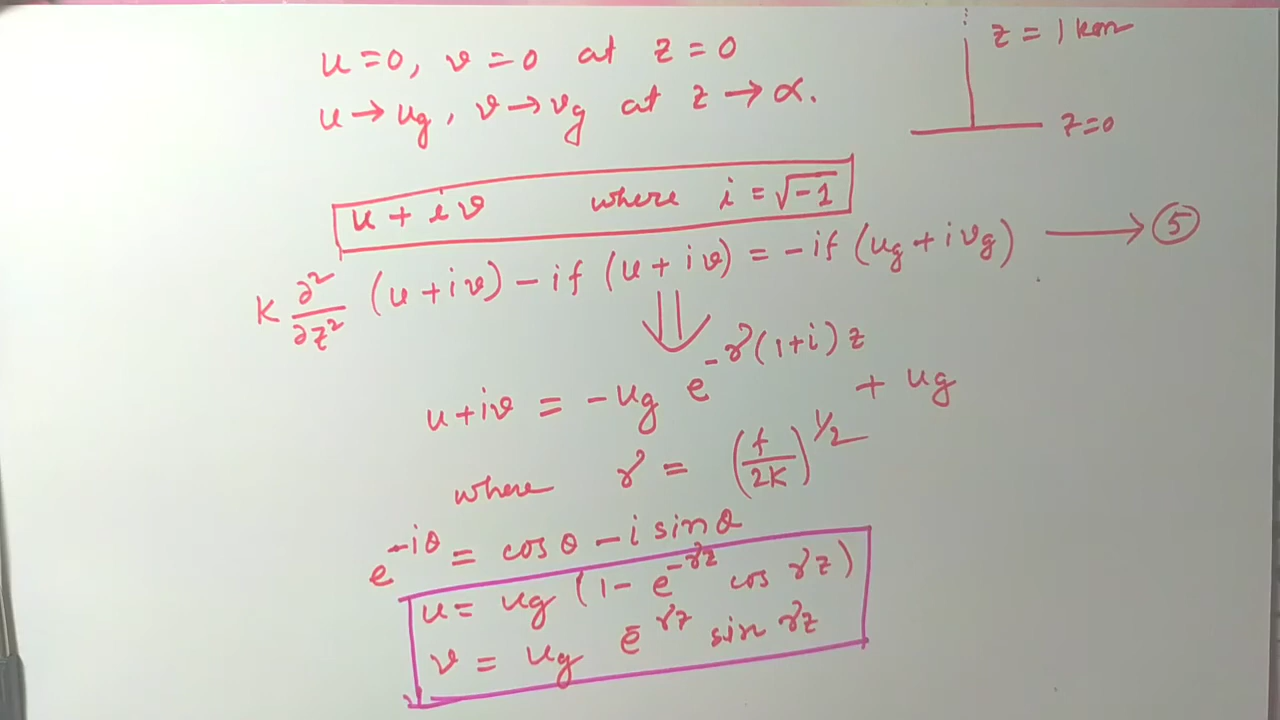 u = 0, v = 0 at z = 0
z = 1 km
u → ug, v → vg at z → α.
z=0
u + iv where i = √-1
K ∂²/∂z² (u + iv) - if (u + iv) = -if (ug + ivg) → ⑤
⇓
u + iv = -ug e^-γ(1+i)z + ug
where γ = (f/2K)^1/2
e^-iθ = cos θ - i sin θ
u = ug (1 - e^-γz cos γz)
v = ug e^-γz sin γz